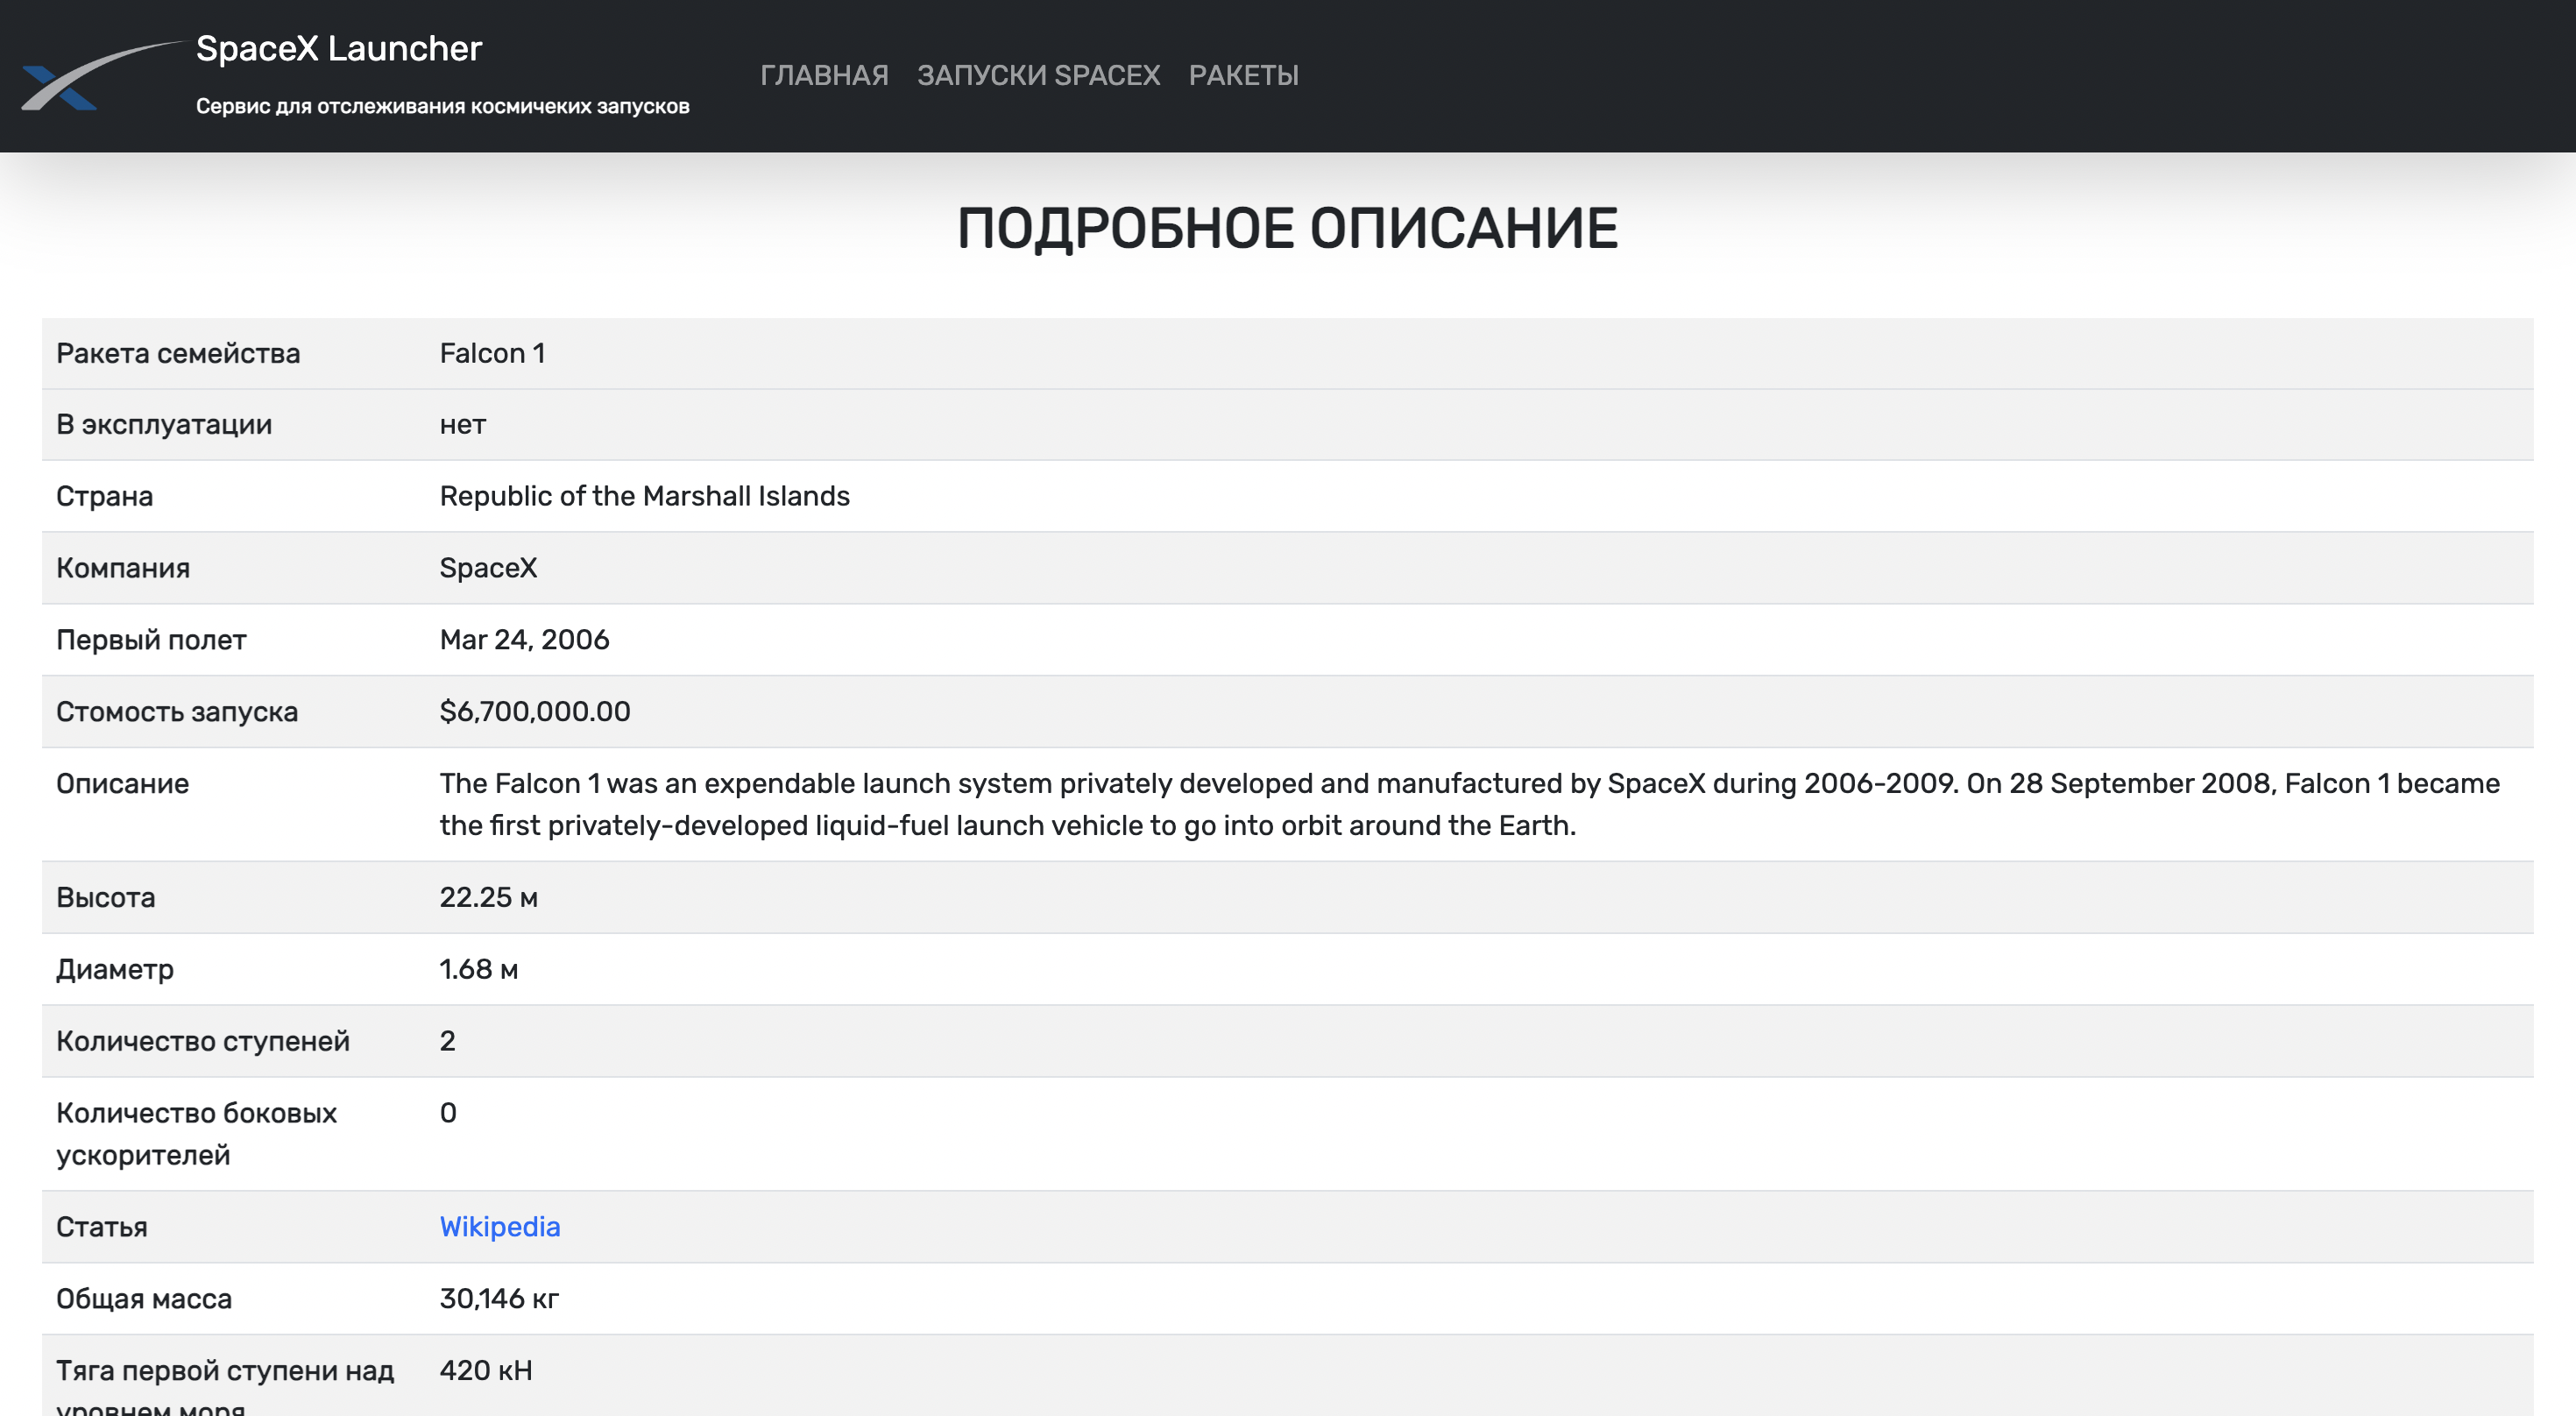 SpaceX Launcher
Сервис для отслеживания космичеких запусков
ГЛАВНАЯ ЗАПУСКИ SPACEX РАКЕТЫ
ПОДРОБНОЕ ОПИСАНИЕ
Ракета семейства Falcon 1
В эксплуатации нет
Страна Republic of the Marshall Islands
Компания SpaceX
Первый полет Mar 24, 2006
Стомость запуска $6,700,000.00
Описание The Falcon 1 was an expendable launch system privately developed and manufactured by SpaceX during 2006-2009. On 28 September 2008, Falcon 1 became
the first privately-developed liquid-fuel launch vehicle to go into orbit around the Earth.
Высота 22.25 м
Диаметр 1.68 м
Количество ступеней 2
Количество боковых 0
ускорителей
Статья Wikipedia
Общая масса 30,146 кг
Тяга первой ступени над 420 кН
уровнем моря